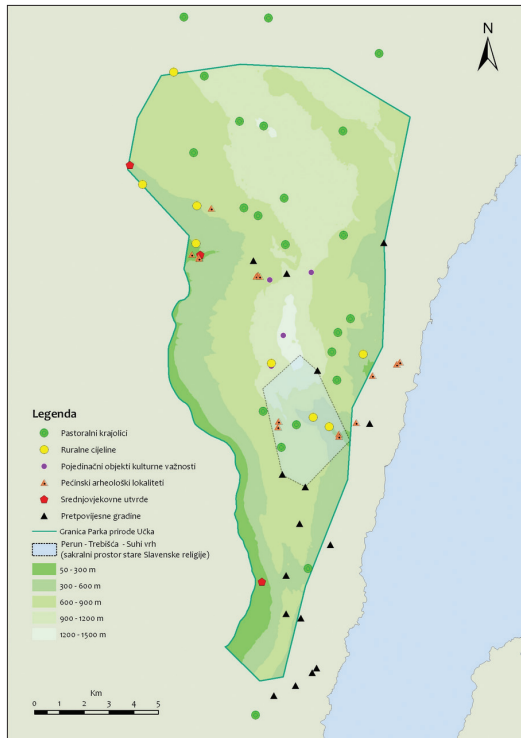 N
Legenda
Pastoralni krajolici
Ruralne cijeline
Pojedinačni objekti kulturne važnosti
Pećinski arheološki lokaliteti
Srednjovjekovne utvrde
Pretpovijesne gradine
Granica Parka prirode Učka
Perun - Trebišća - Suhi vrh
(sakralni prostor stare Slavenske religije)
50 - 300 m
300 - 600 m
600 - 900 m
900 - 1200 m
1200 - 1500 m
Km
0 1 2 3 4 5